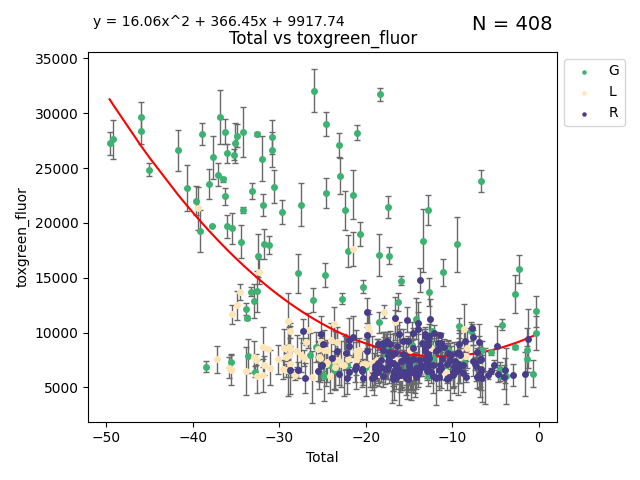 y = 16.06x^2 + 366.45x + 9917.74
N = 408
Total vs toxgreen_fluor
35000
30000
25000
20000
15000
10000
5000
toxgreen_fluor
−50
−40
−30
−20
−10
0
Total
G
L
R